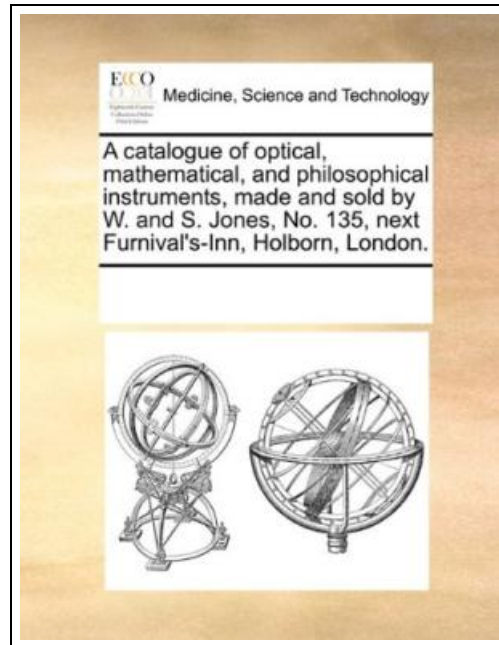 ECCO
Medicine, Science and Technology
A catalogue of optical,
mathematical, and philosophical
instruments, made and sold by
W. and S. Jones, No. 135, next
Furnival's-Inn, Holborn, London.